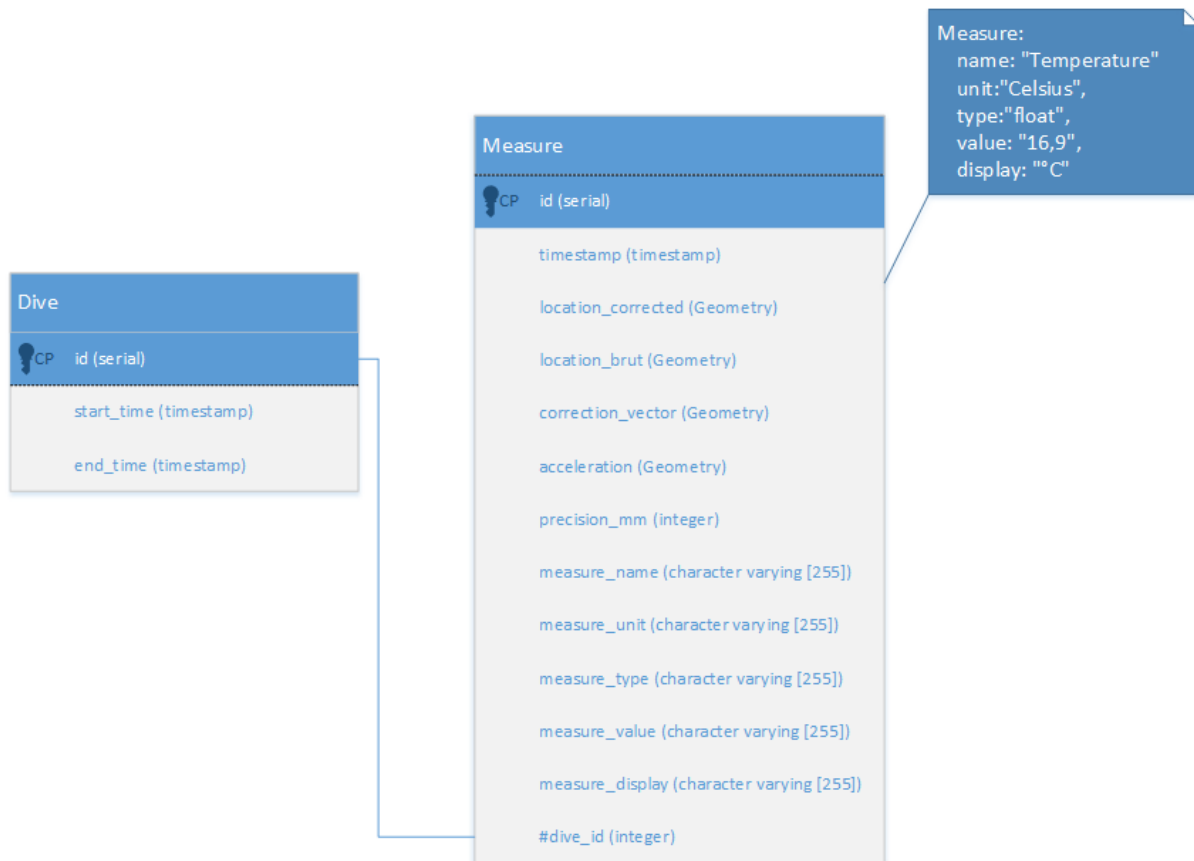 Measure:
name: "Temperature"
unit:"Celsius",
type:"float",
value: "16,9",
display: "°C"
Measure
CP id (serial)
timestamp (timestamp)
location_corrected (Geometry)
location_brut (Geometry)
correction_vector (Geometry)
acceleration (Geometry)
precision_mm (integer)
measure_name (character varying [255])
measure_unit (character varying [255])
measure_type (character varying [255])
measure_value (character varying [255])
measure_display (character varying [255])
#dive_id (integer)
Dive
CP id (serial)
start_time (timestamp)
end_time (timestamp)